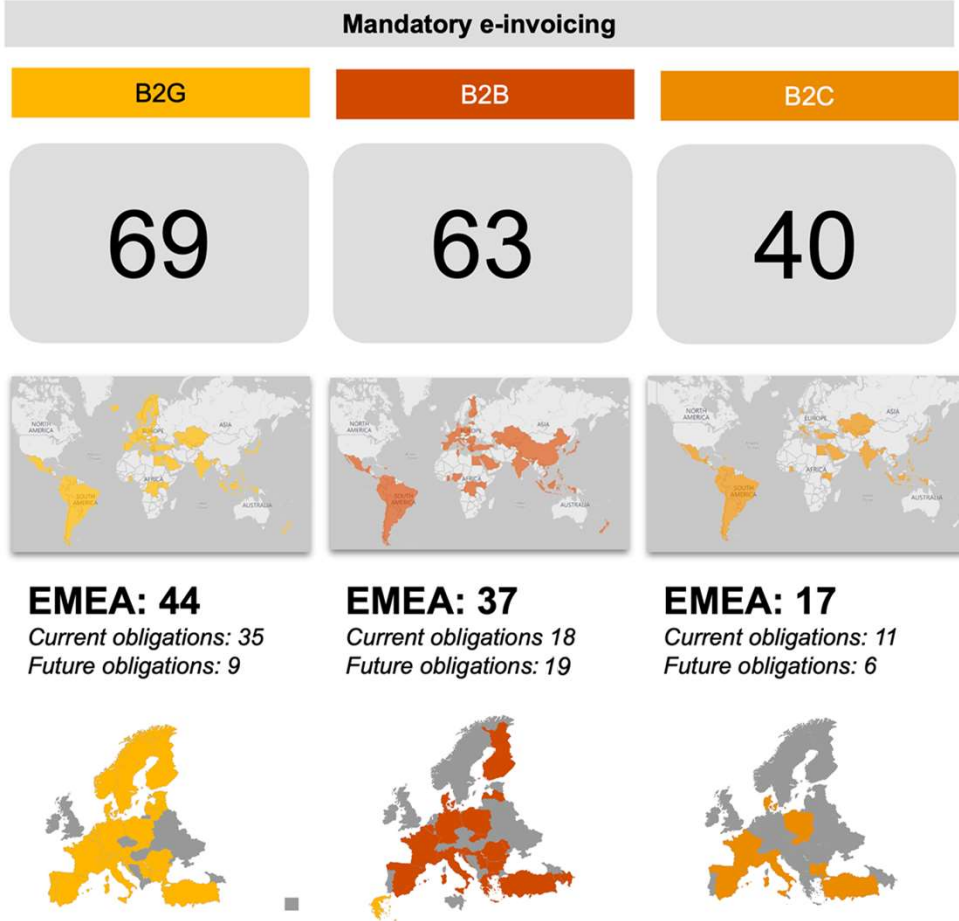 Mandatory e-invoicing
B2G
B2B
B2C
69
63
40
NORTH
AMERICA
EUROPE
ASIA
AFRICA
SOUTH
AMERICA
AUSTRALIA
NORTH
AMERICA
EUROPE
ASIA
AFRICA
SOUTH
AMERICA
AUSTRALIA
NORTH
AMERICA
EUROPE
ASIA
AFRICA
SOUTH
AMERICA
AUSTRALIA
EMEA: 44
Current obligations: 35
Future obligations: 9
EMEA: 37
Current obligations 18
Future obligations: 19
EMEA: 17
Current obligations: 11
Future obligations: 6